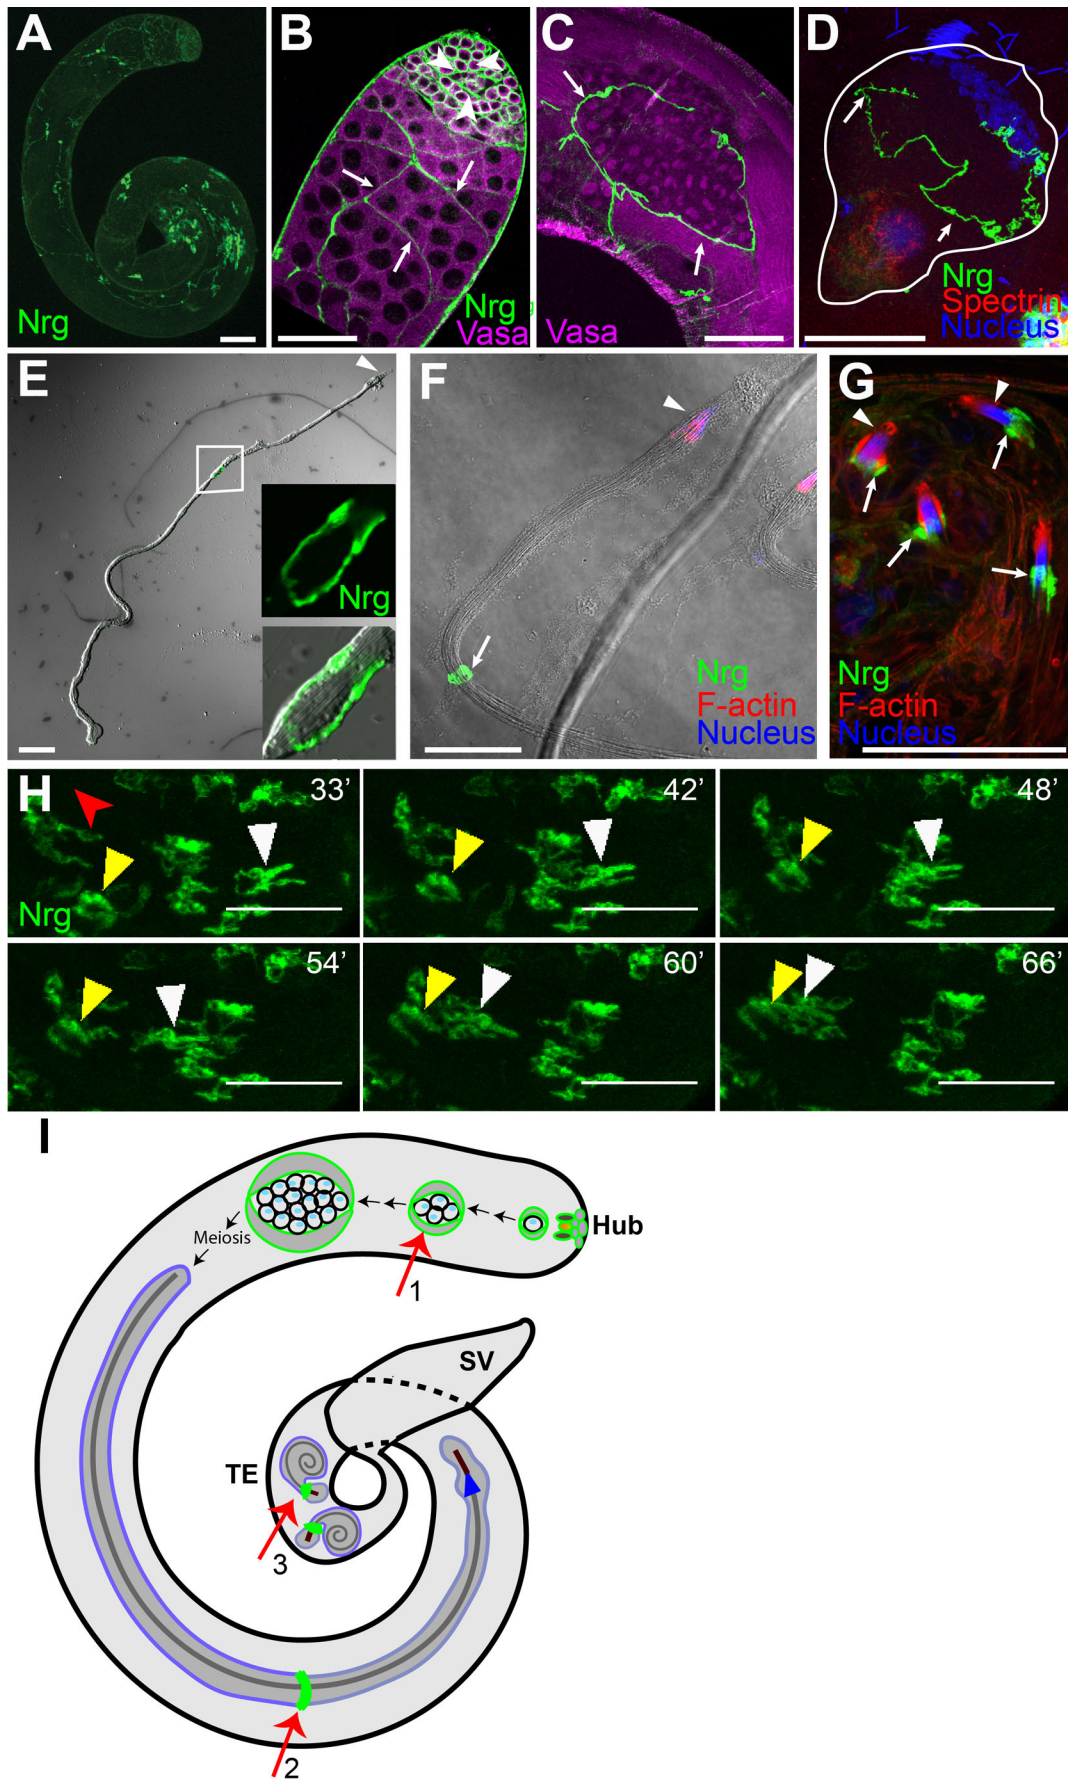 A
Nrg
B
Nrg
Vasa
C
Vasa
D
Nrg
Spectrin
Nucleus
E
Nrg
F
Nrg
F-actin
Nucleus
G
Nrg
F-actin
Nucleus
H
33'
Nrg
42'
48'
54'
60'
66'
I
Meiosis
Hub
1
SV
TE
3
2